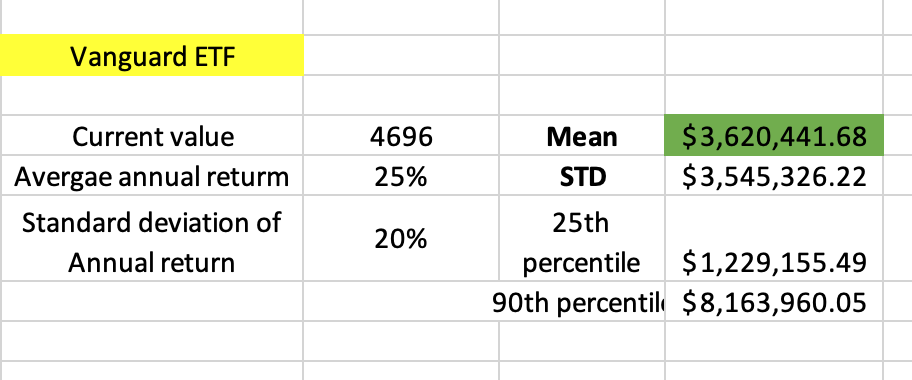 Vanguard ETF
Current value 4696 Mean $3,620,441.68
Avergae annual returm 25% STD $3,545,326.22
Standard deviation of 25th
Annual return 20% percentile $1,229,155.49
90th percentil $8,163,960.05